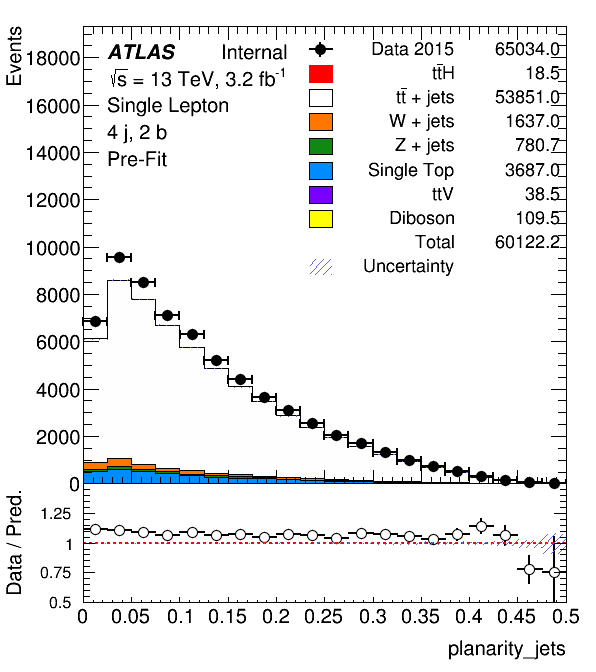 Events
18000
16000
14000
12000
10000
8000
6000
4000
2000
0
ATLAS Internal
√s = 13 TeV, 3.2 fb⁻¹
Single Lepton
4 j, 2 b
Pre-Fit
Data 2015 65034.0
tt̄H 18.5
tt̄ + jets 53851.0
W + jets 1637.0
Z + jets 780.7
Single Top 3687.0
ttV 38.5
Diboson 109.5
Total 60122.2
Uncertainty
Data / Pred.
1.25
1
0.75
0.5
0 0.05 0.1 0.15 0.2 0.25 0.3 0.35 0.4 0.45 0.5
planarity_jets